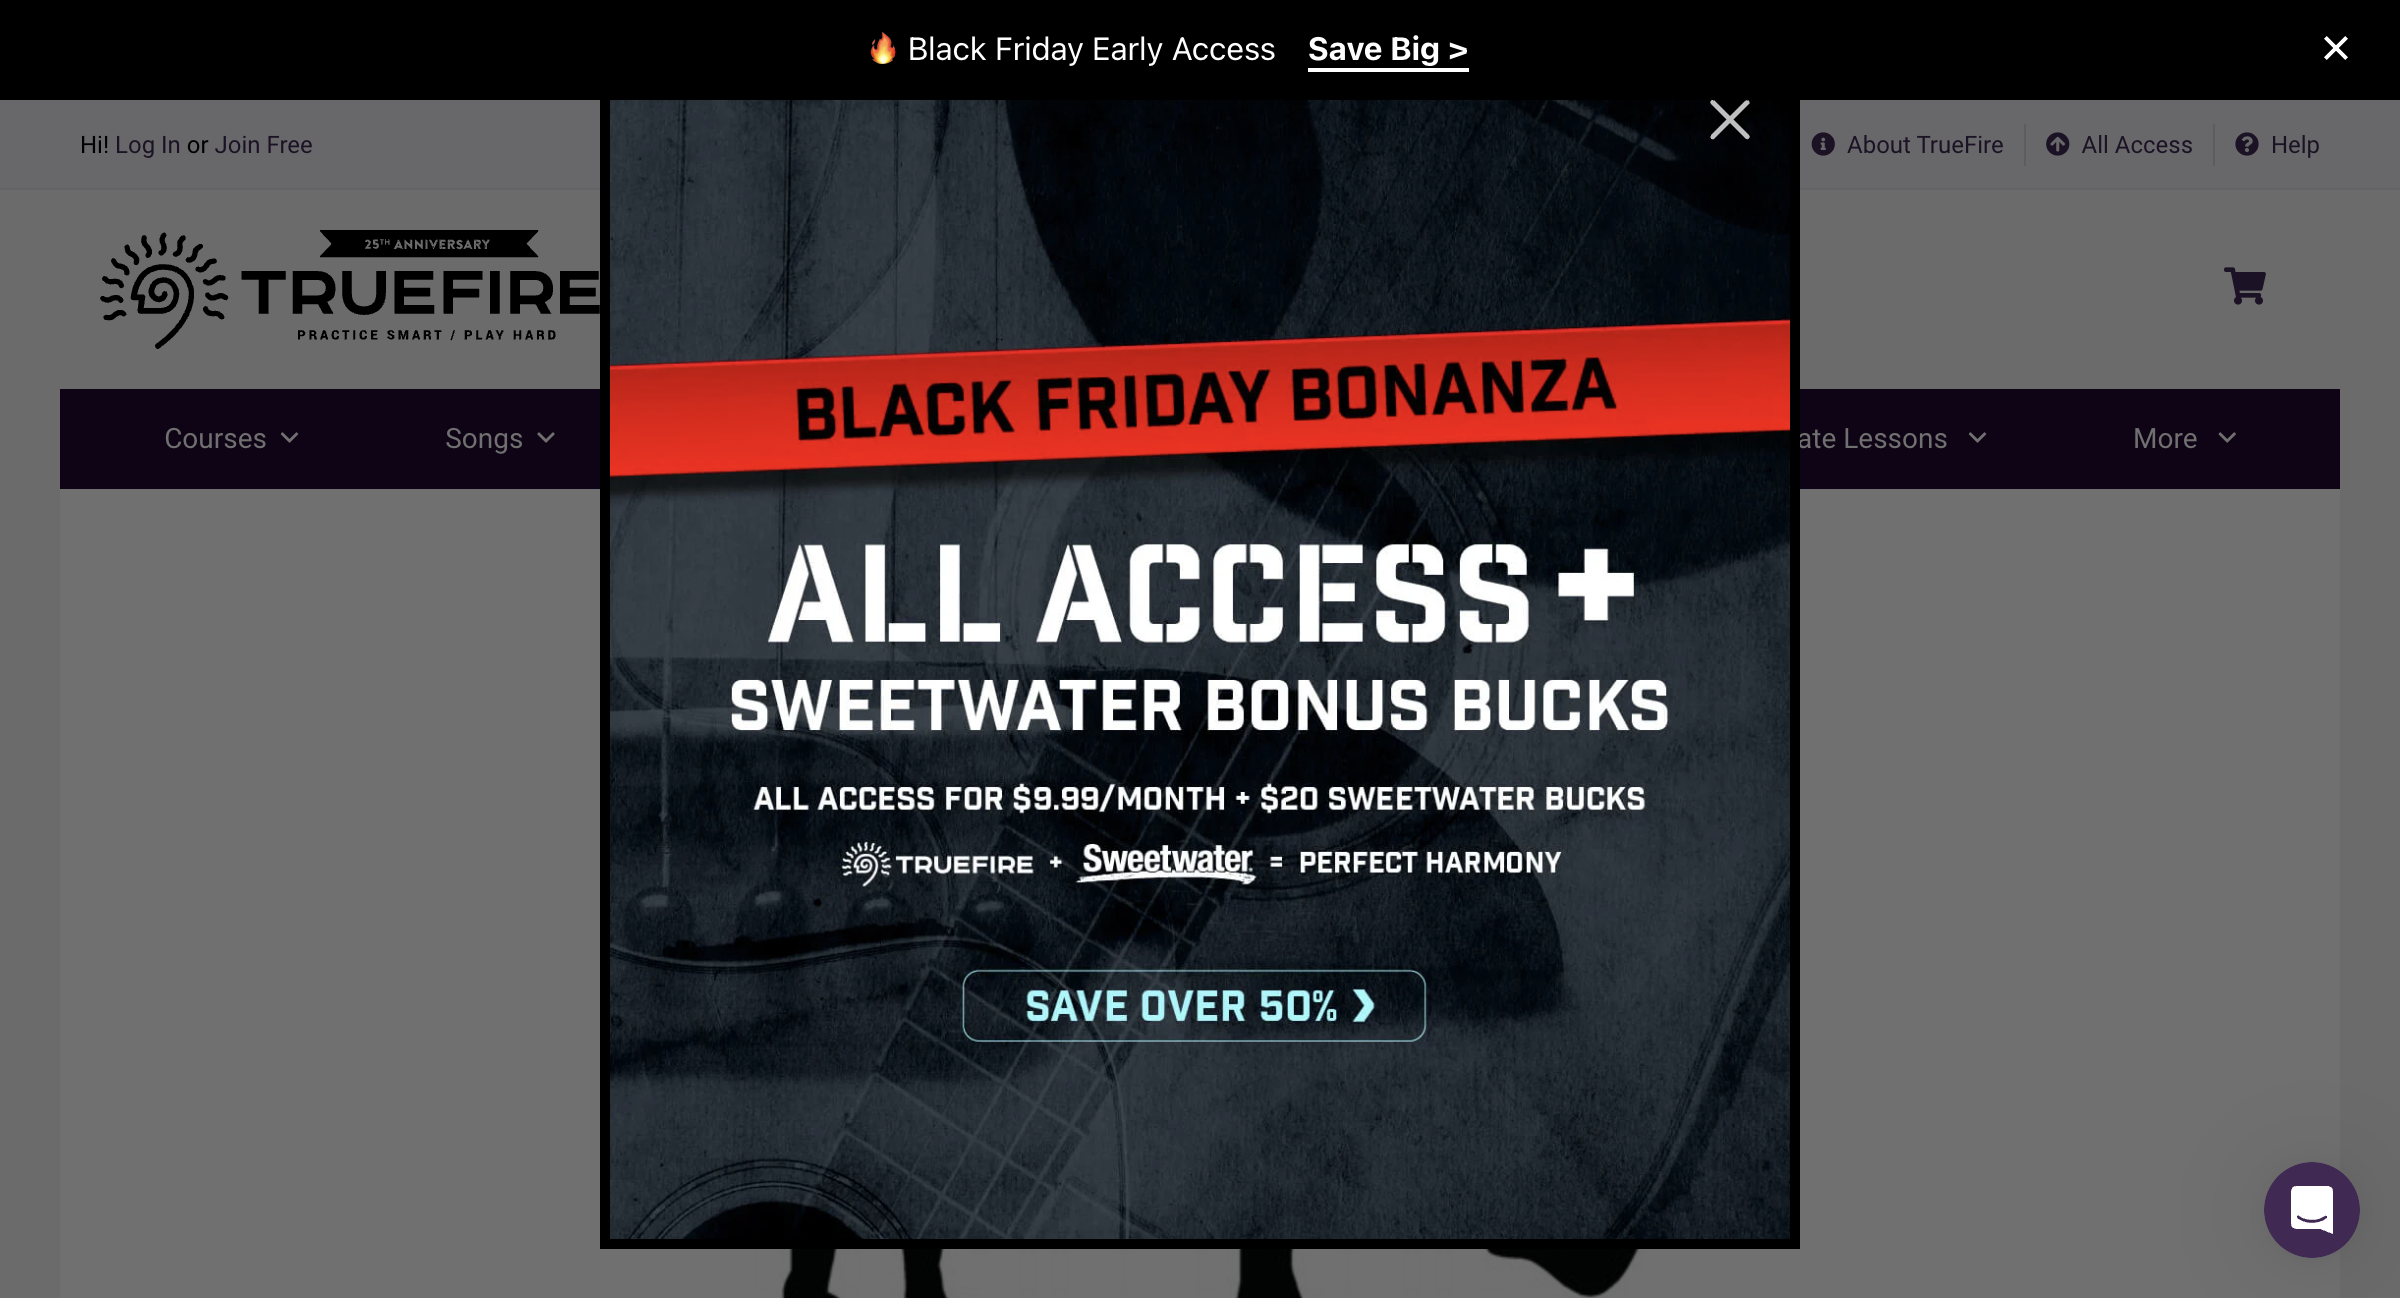 🔥 Black Friday Early Access Save Big >
Hi! Log In or Join Free
About TrueFire
All Access
Help
25TH ANNIVERSARY
TRUEFIRE
PRACTICE SMART / PLAY HARD
Courses
Songs
ate Lessons
More
BLACK FRIDAY BONANZA
ALL ACCESS +
SWEETWATER BONUS BUCKS
ALL ACCESS FOR $9.99/MONTH + $20 SWEETWATER BUCKS
TRUEFIRE + Sweetwater = PERFECT HARMONY
SAVE OVER 50% ❯